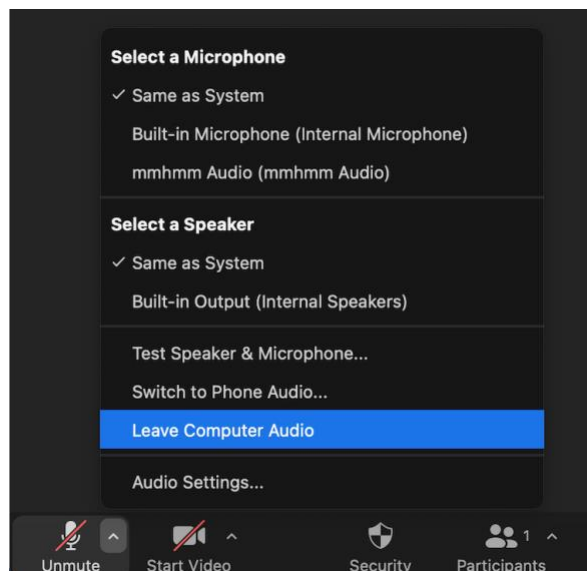 Select a Microphone
✓ Same as System
Built-in Microphone (Internal Microphone)
mmhmm Audio (mmhmm Audio)
Select a Speaker
✓ Same as System
Built-in Output (Internal Speakers)
Test Speaker & Microphone...
Switch to Phone Audio...
Leave Computer Audio
Audio Settings...
1
Unmute Start Video Security Participants